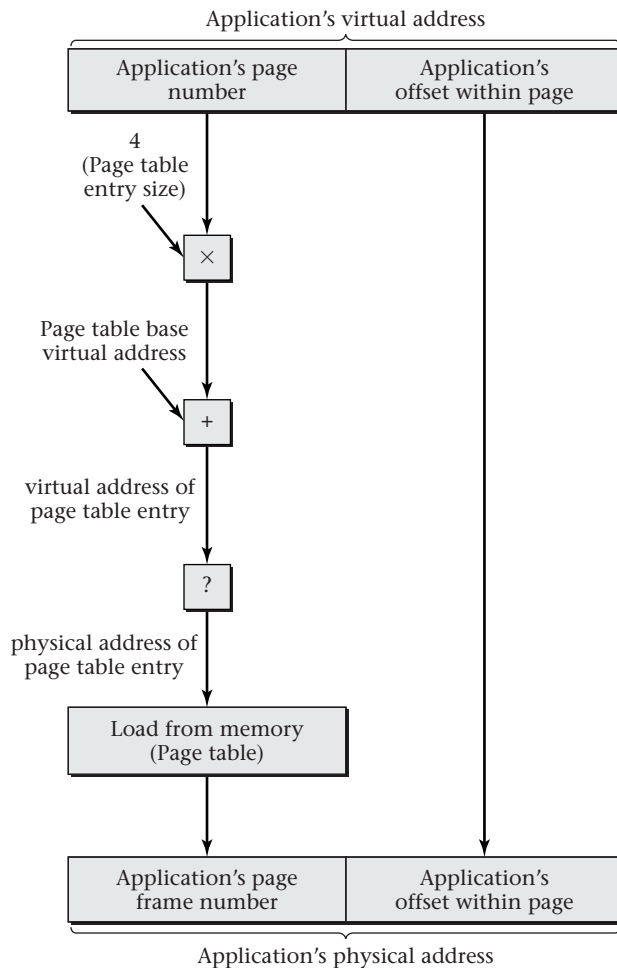 Application's virtual address
Application's page
number
Application's
offset within page
4
(Page table
entry size)
×
Page table base
virtual address
+
virtual address of
page table entry
?
physical address of
page table entry
Load from memory
(Page table)
Application's page
frame number
Application's
offset within page
Application's physical address